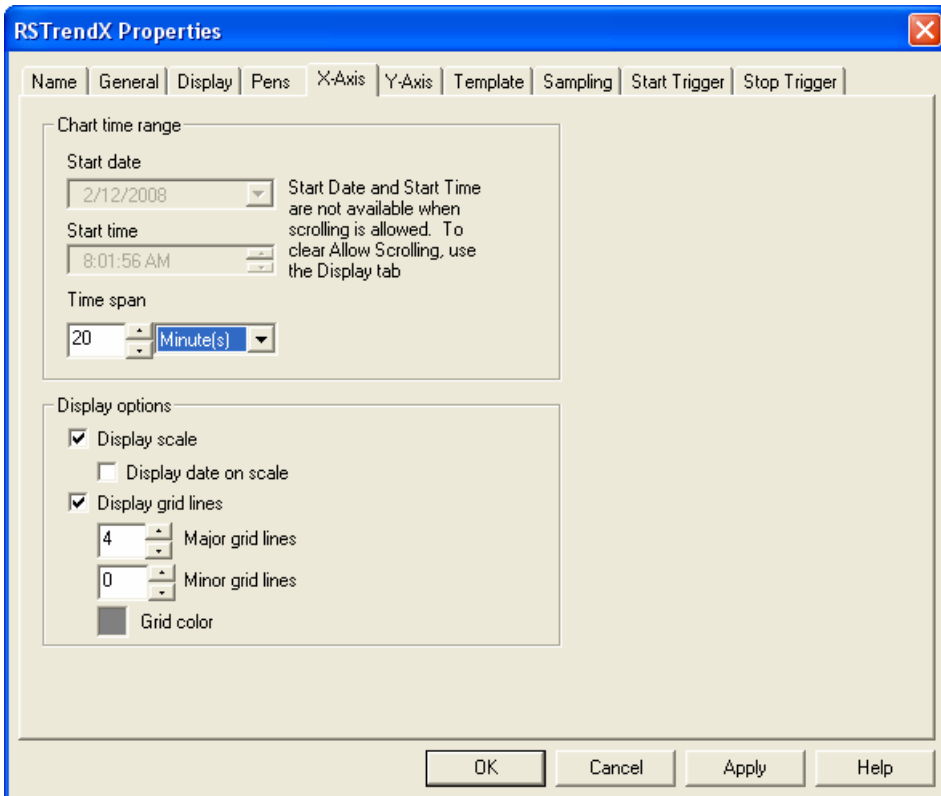 RSTrendX Properties
Name General Display Pens X-Axis Y-Axis Template Sampling Start Trigger Stop Trigger
Chart time range
Start date
2/12/2008
Start Date and Start Time
are not available when
scrolling is allowed. To
clear Allow Scrolling, use
the Display tab
Start time
8:01:56 AM
Time span
20 Minute(s)
Display options
Display scale
Display date on scale
Display grid lines
4 Major grid lines
0 Minor grid lines
Grid color
OK Cancel Apply Help